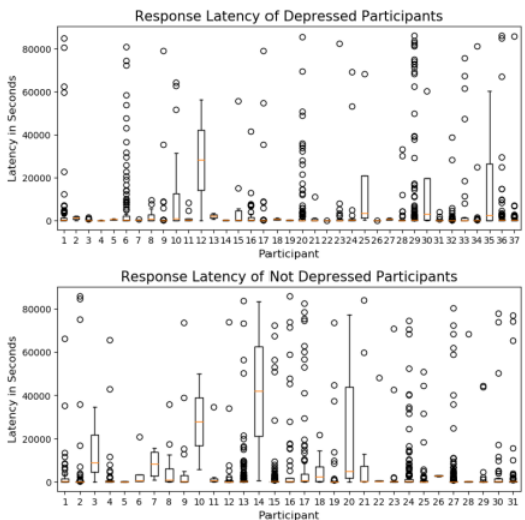 Response Latency of Depressed Participants
80000
60000
40000
20000
0
Latency in Seconds
1 2 3 4 5 6 7 8 9 10 11 12 13 14 15 16 17 18 19 20 21 22 23 24 25 26 27 28 29 30 31 32 33 34 35 36 37
Participant
Response Latency of Not Depressed Participants
80000
60000
40000
20000
0
Latency in Seconds
1 2 3 4 5 6 7 8 9 10 11 12 13 14 15 16 17 18 19 20 21 22 23 24 25 26 27 28 29 30 31
Participant